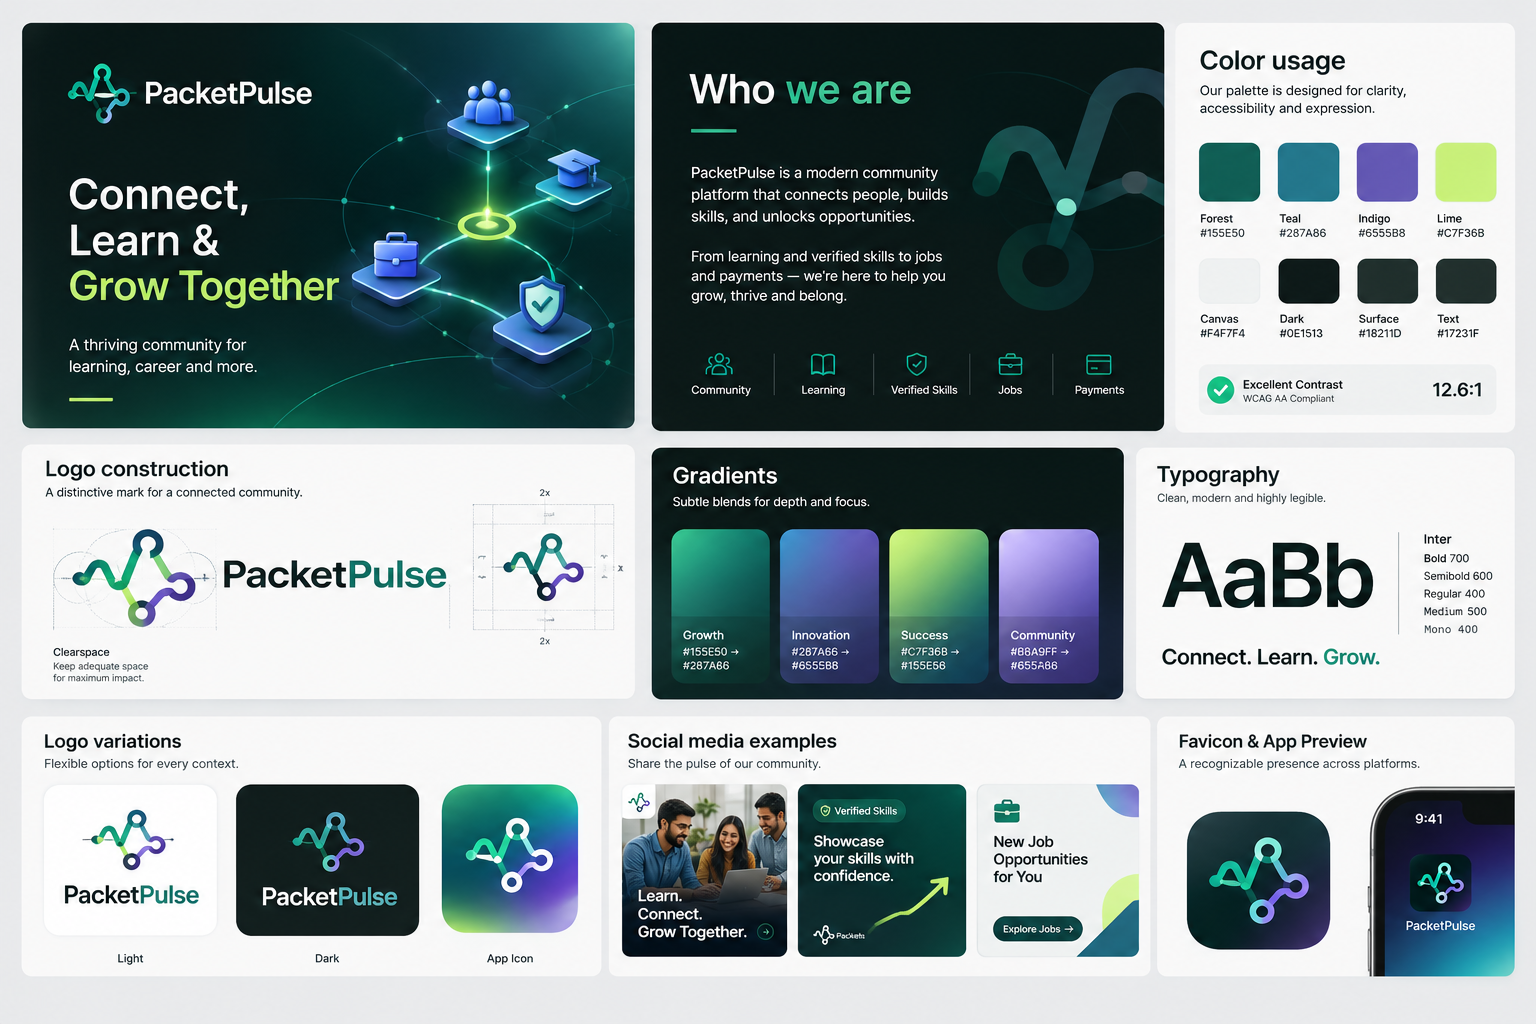 PacketPulse
Connect,
Learn &
Grow Together
A thriving community for
learning, career and more.
Who we are
PacketPulse is a modern community
platform that connects people, builds
skills, and unlocks opportunities.
From learning and verified skills to jobs
and payments — we're here to help you
grow, thrive and belong.
Community
Learning
Verified Skills
Jobs
Payments
Color usage
Our palette is designed for clarity,
accessibility and expression.
Forest
#155E50
Teal
#287A86
Indigo
#6555B8
Lime
#C7F36B
Canvas
#F4F7F4
Dark
#0E1513
Surface
#18211D
Text
#17231F
Excellent Contrast
WCAG AA Compliant
12.6:1
Logo construction
A distinctive mark for a connected community.
PacketPulse
2x
x
2x
Clearspace
Keep adequate space
for maximum impact.
Gradients
Subtle blends for depth and focus.
Growth
#155E50 →
#287A86
Innovation
#287A66 →
#6S55B8
Success
#C7F36B →
#155E56
Community
#B8A9FF →
#655A88
Typography
Clean, modern and highly legible.
AaBb
Inter
Bold 700
Semibold 600
Regular 400
Medium 500
Mono 400
Connect. Learn. Grow.
Logo variations
Flexible options for every context.
PacketPulse
Light
PacketPulse
Dark
App Icon
Social media examples
Share the pulse of our community.
Learn.
Connect.
Grow Together.
Verified Skills
Showcase
your skills with
confidence.
New Job
Opportunities
for You
Explore Jobs →
Favicon & App Preview
A recognizable presence across platforms.
9:41
PacketPulse